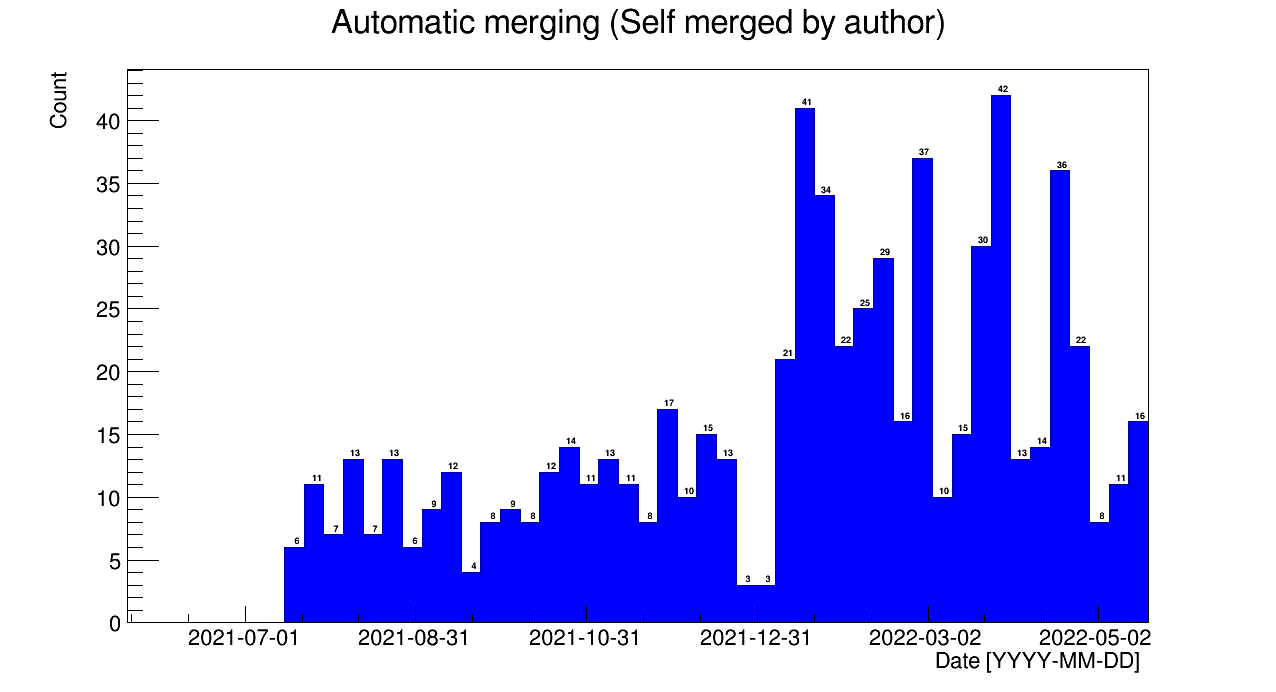 Automatic merging (Self merged by author)
Count
40
35
30
25
20
15
10
5
0
6 11 7 13 7 13 6 9 12 4 8 9 8 12 14 11 13 11 8 17 10 15 13 3 3 21 41 34 22 25 29 16 37 10 15 30 42 13 14 36 22 8 11 16
2021-07-01 2021-08-31 2021-10-31 2021-12-31 2022-03-02 2022-05-02
Date [YYYY-MM-DD]